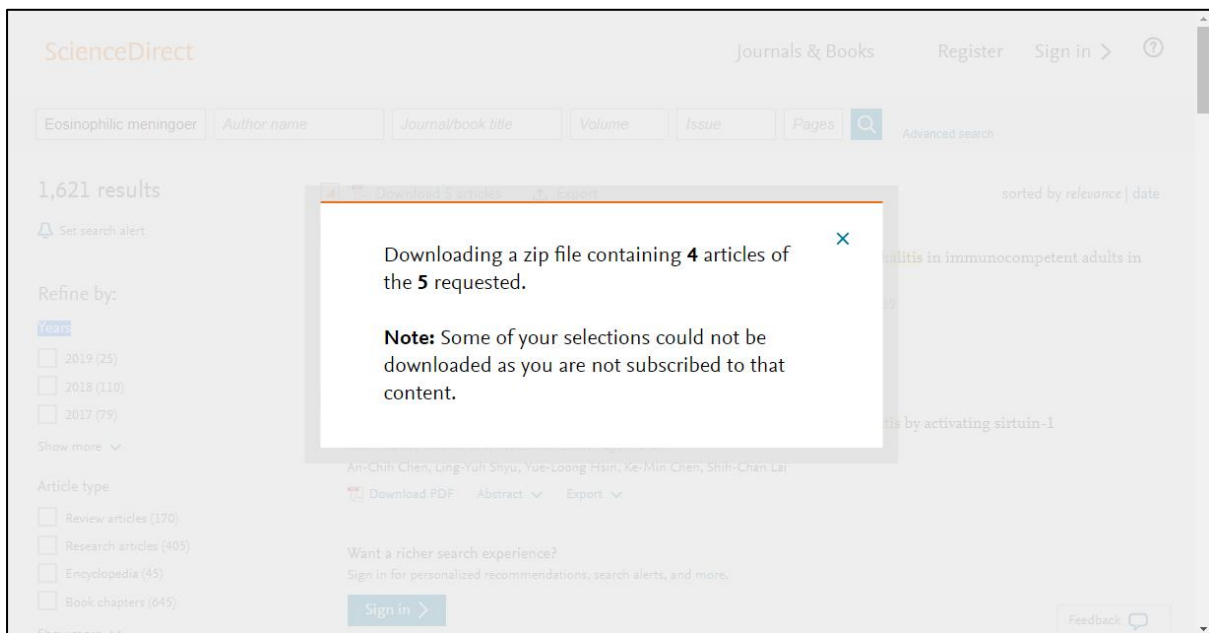 ScienceDirect
Journals & Books
Register
Sign in >
?
Eosinophilic meningoer
Author name
Journal/book title
Volume
Issue
Pages
Advanced search
1,621 results
Download 5 articles
Export
sorted by relevance | date
Set search alert
Downloading a zip file containing 4 articles of
the 5 requested.
Note: Some of your selections could not be
downloaded as you are not subscribed to that
content.
in immunocompetent adults in
Refine by:
Years
2019 (25)
2018 (110)
2017 (79)
Show more
by activating sirtuin-1
An-Chih Chen, Ling-Yuh Shyu, Yue-Loong Hsin, Ke-Min Chen, Shih-Chan Lai
Download PDF
Abstract
Export
Article type
Review articles (170)
Research articles (405)
Encyclopedia (45)
Book chapters (645)
Want a richer search experience?
Sign in for personalized recommendations, search alerts, and more.
Sign in >
Feedback